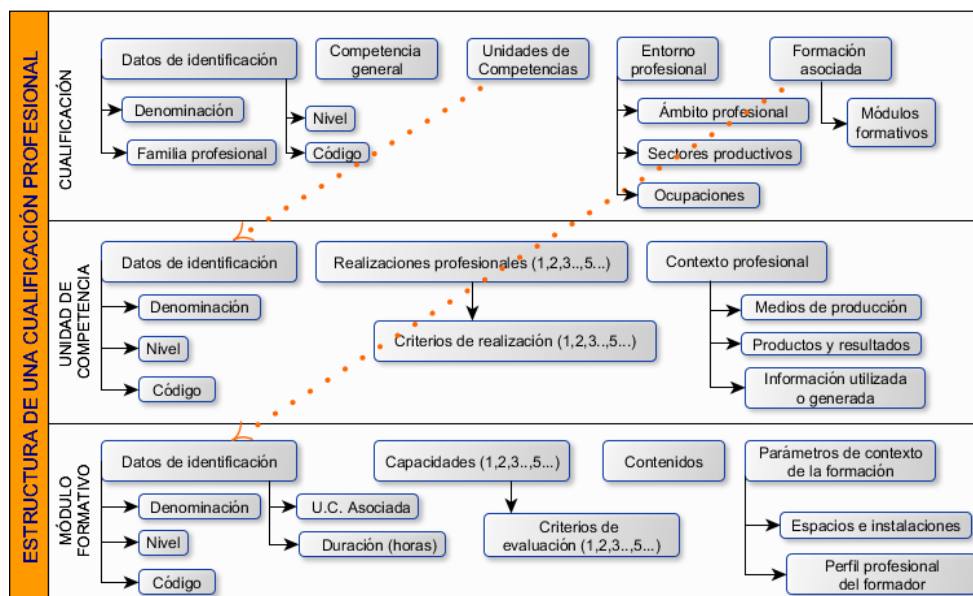 ESTRUCTURA DE UNA CUALIFICACIÓN PROFESIONAL
CUALIFICACIÓN
Datos de identificación
Denominación
Familia profesional
Nivel
Código
Competencia
general
Unidades de
Competencias
Entorno
profesional
Ámbito profesional
Sectores productivos
Ocupaciones
Formación
asociada
Módulos
formativos
UNIDAD DE
COMPETENCIA
Datos de identificación
Denominación
Nivel
Código
Realizaciones profesionales (1,2,3..,5...)
Criterios de realización (1,2,3..,5...)
Contexto profesional
Medios de producción
Productos y resultados
Información utilizada
o generada
MÓDULO
FORMATIVO
Datos de identificación
Denominación
Nivel
Código
U.C. Asociada
Duración (horas)
Capacidades (1,2,3..,5...)
Criterios de
evaluación (1,2,3..,5...)
Contenidos
Parámetros de contexto
de la formación
Espacios e instalaciones
Perfil profesional
del formador